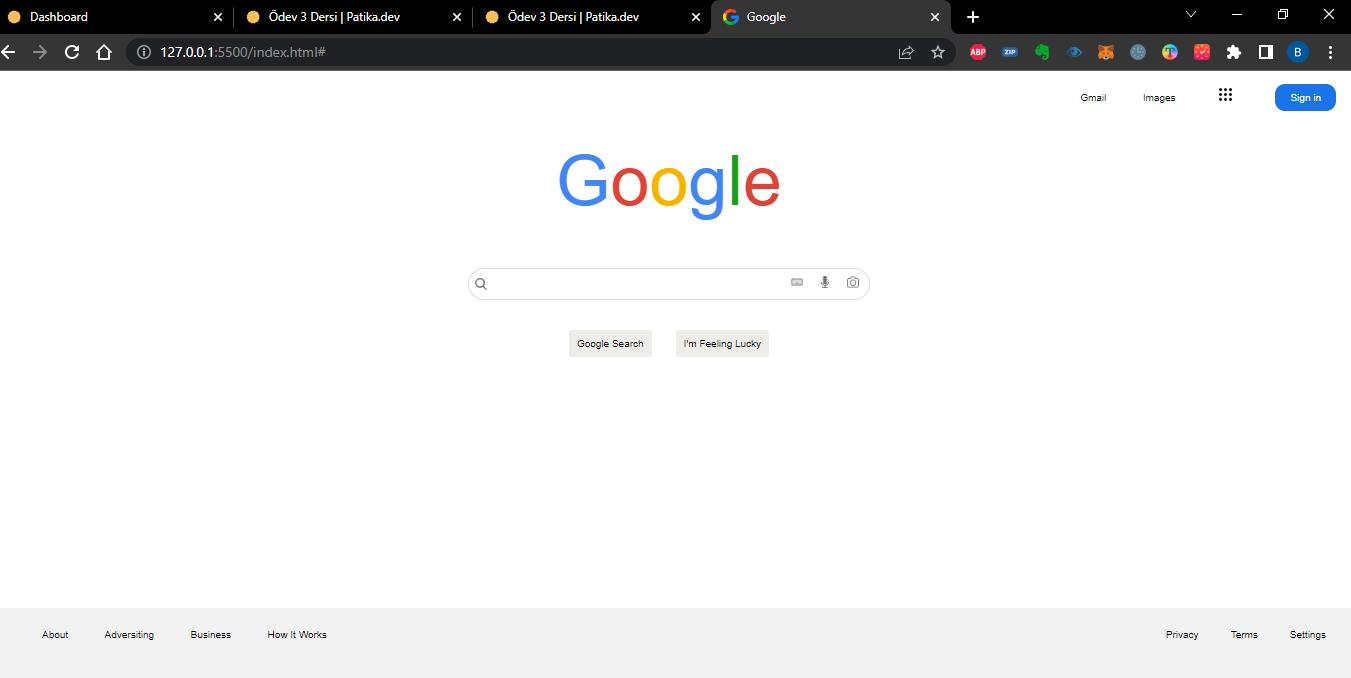 Dashboard
Ödev 3 Dersi | Patika.dev
Ödev 3 Dersi | Patika.dev
Google
127.0.0.1:5500/index.html#
ABP
ZIP
T
B
Gmail Images Sign in
Google
Google Search I'm Feeling Lucky
About Adversiting Business How It Works Privacy Terms Settings